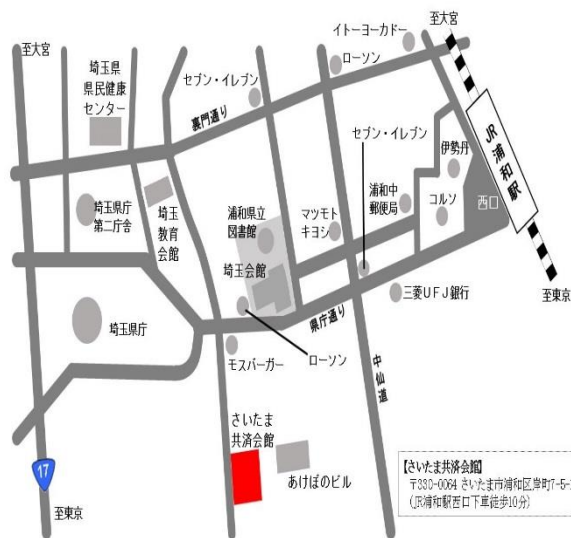 至大宮
埼玉県
県民健康
センター
セブン・イレブン
イトーヨーカドー
ローソン
至大宮
裏門通り
セブン・イレブン
JR浦和駅
伊勢丹
埼玉県庁
第二庁舎
埼玉
教育
会館
浦和県立
図書館
マツモト
キヨシ
浦和中
郵便局
コルソ
西口
埼玉会館
県庁通り
三菱UFJ銀行
至東京
埼玉県庁
モスバーガー
ローソン
中仙道
さいたま
共済会館
あけぼのビル
17
至東京
【さいたま共済会館】
〒330-0064 さいたま市浦和区岸町7-5-
(JR浦和駅西口下車徒歩10分)